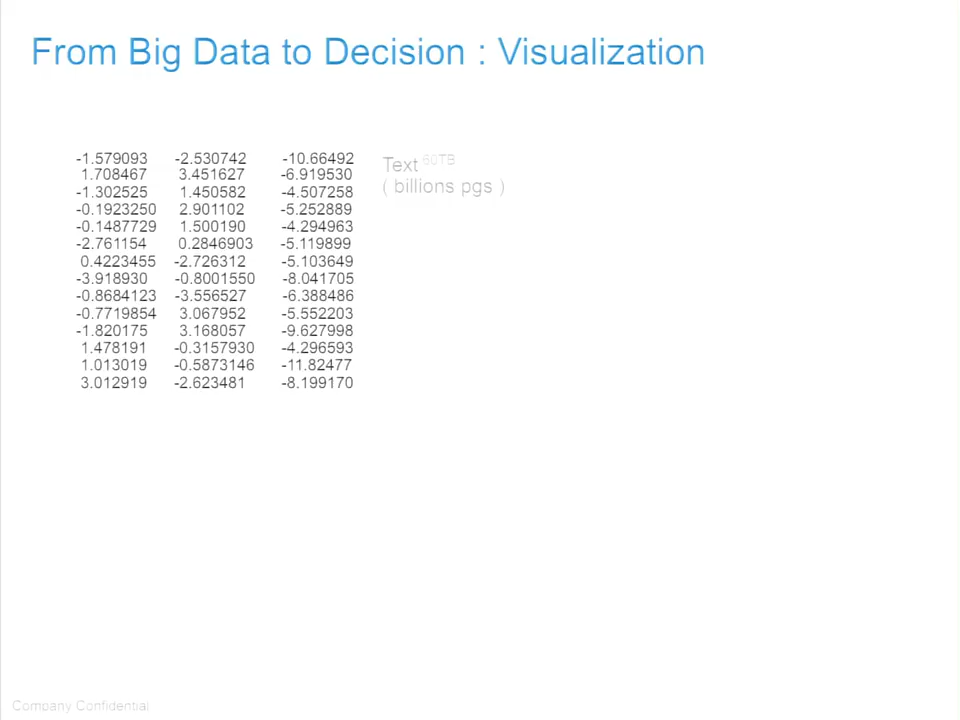 From Big Data to Decision : Visualization
-1.579093 -2.530742 -10.66492
1.708467 3.451627 -6.919530
-1.302525 1.450582 -4.507258
-0.1923250 2.901102 -5.252889
-0.1487729 1.500190 -4.294963
-2.761154 0.2846903 -5.119899
0.4223455 -2.726312 -5.103649
-3.918930 -0.8001550 -8.041705
-0.8684123 -3.556527 -6.388486
-0.7719854 3.067952 -5.552203
-1.820175 3.168057 -9.627998
1.478191 -0.3157930 -4.296593
1.013019 -0.5873146 -11.82477
3.012919 -2.623481 -8.199170
Text 60TB
( billions pgs )
Company Confidential